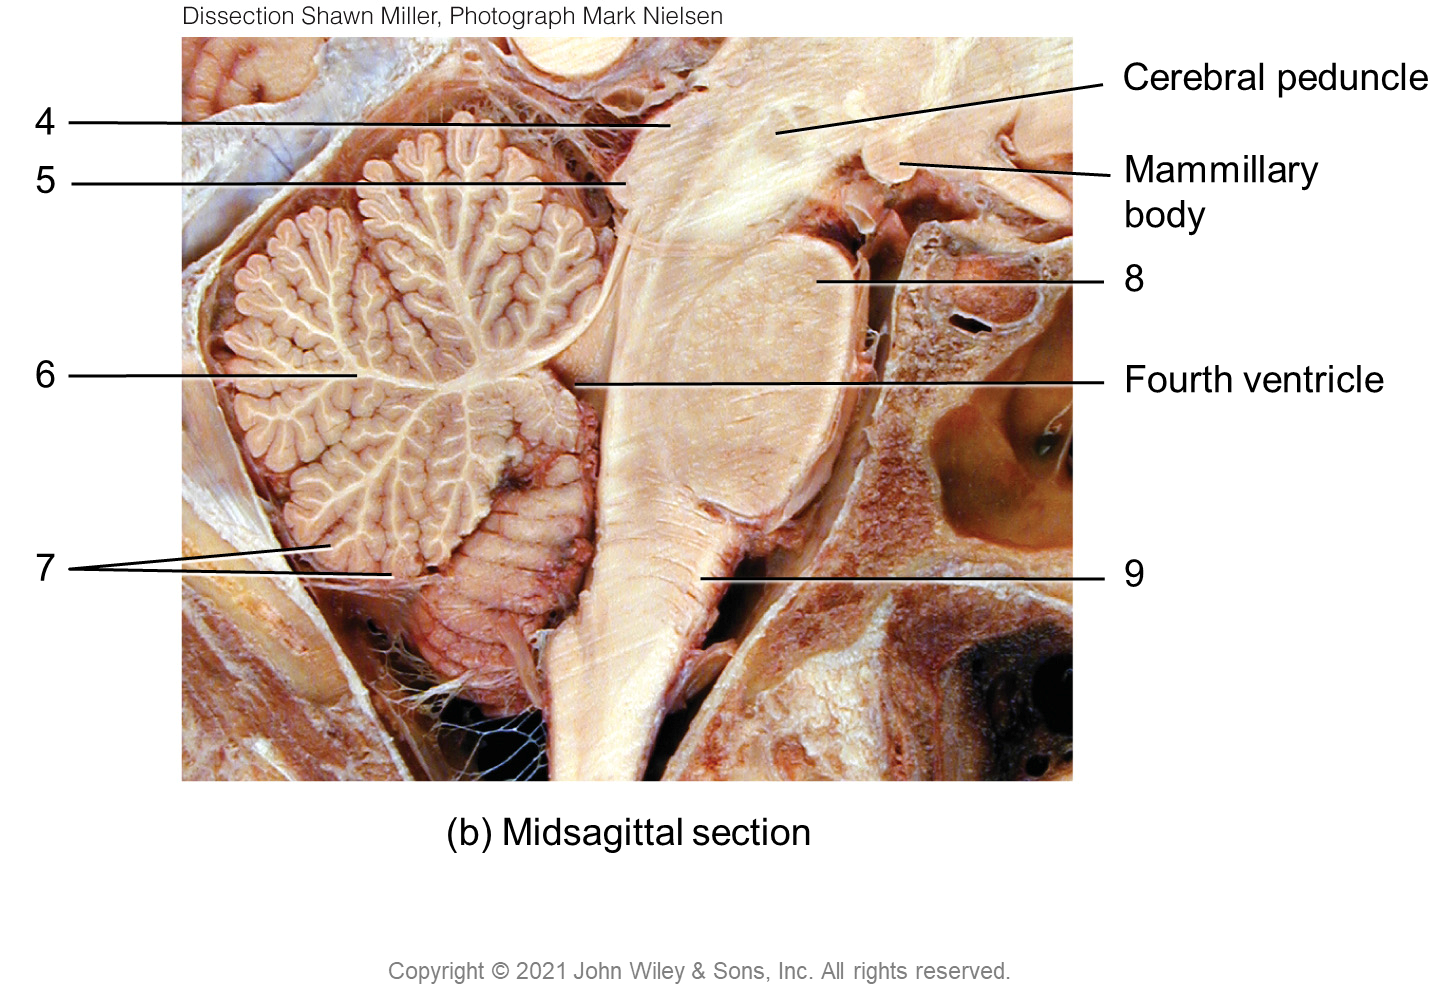 Dissection Shawn Miller, Photograph Mark Nielsen
4
5
6
7
Cerebral peduncle
Mammillary
body
8
Fourth ventricle
9
(b) Midsagittal section
Copyright © 2021 John Wiley & Sons, Inc. All rights reserved.